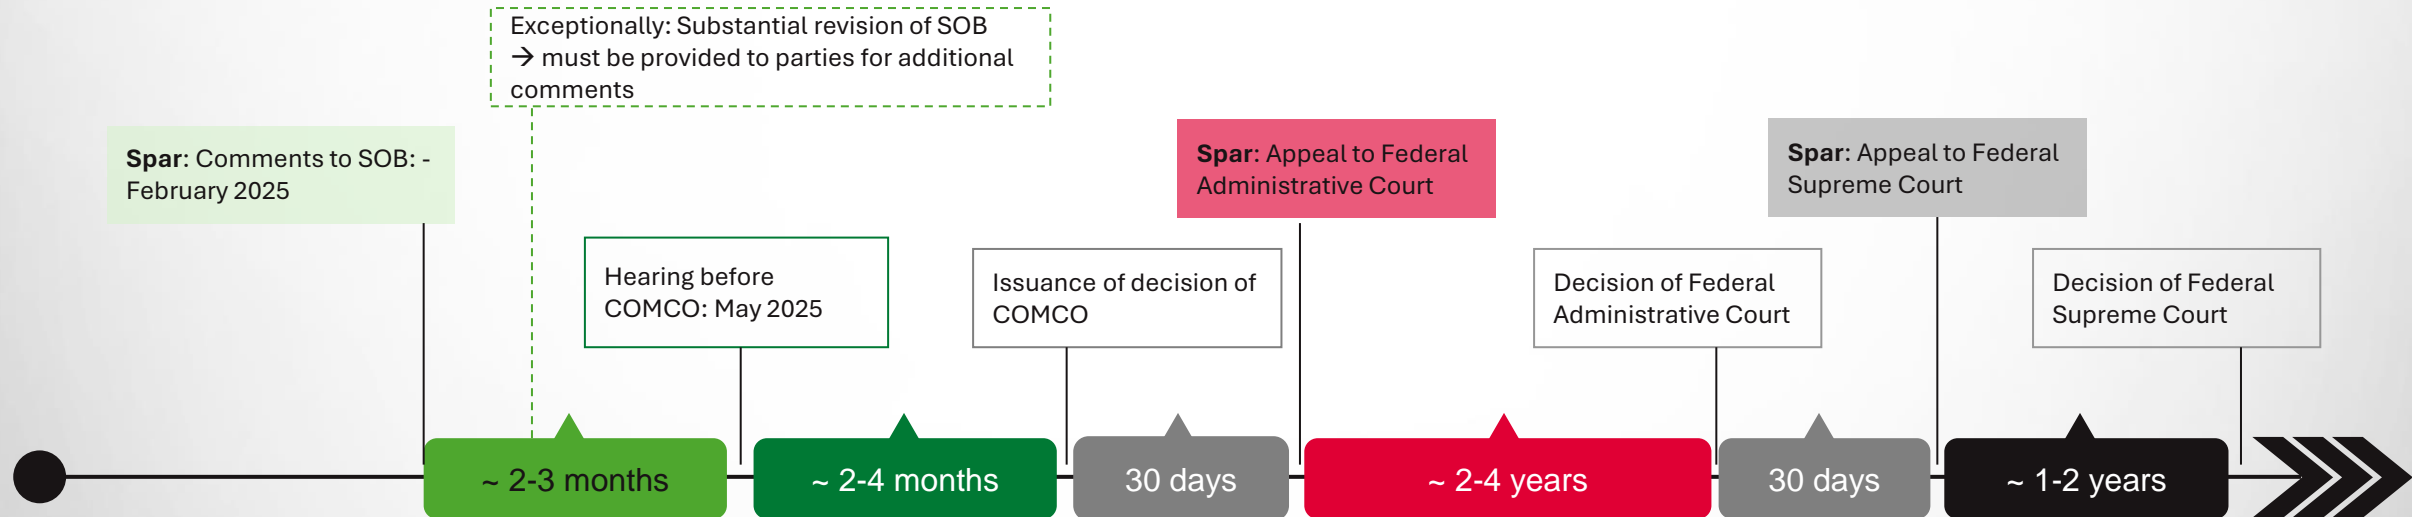 Exceptionally: Substantial revision of SOB
→ must be provided to parties for additional
comments
Spar: Comments to SOB: -
February 2025
Spar: Appeal to Federal
Administrative Court
Spar: Appeal to Federal
Supreme Court
Hearing before
COMCO: May 2025
Issuance of decision of
COMCO
Decision of Federal
Administrative Court
Decision of Federal
Supreme Court
~ 2-3 months
~ 2-4 months
30 days
~ 2-4 years
30 days
~ 1-2 years